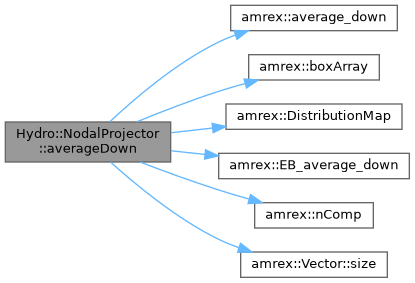 amrex::average_down
amrex::boxArray
Hydro::NodalProjector
::averageDown
amrex::DistributionMap
amrex::EB_average_down
amrex::nComp
amrex::Vector::size